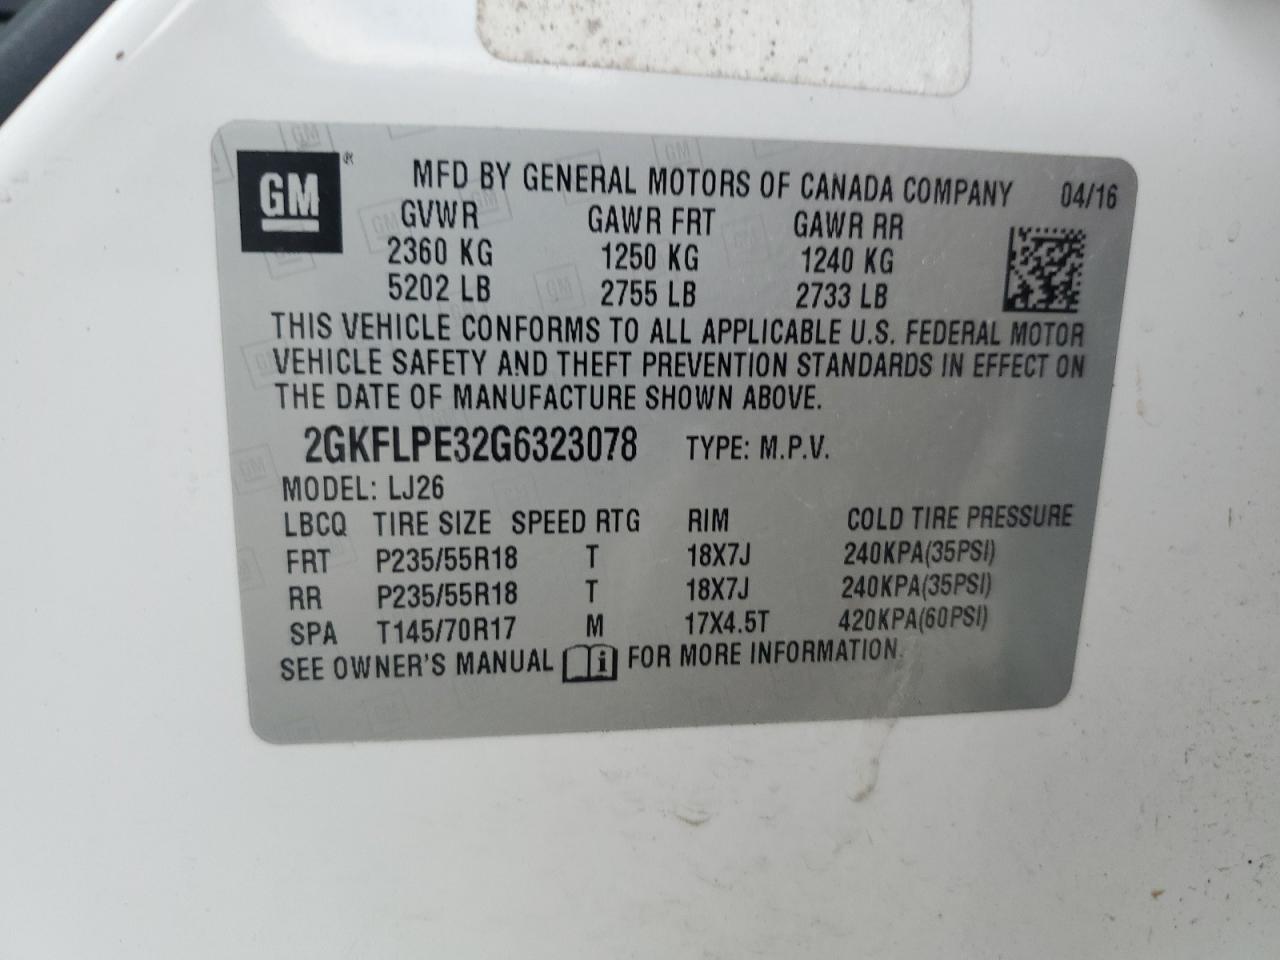 GM ® MFD BY GENERAL MOTORS OF CANADA COMPANY 04/16
GVWR GAWR FRT GAWR RR
2360 KG 1250 KG 1240 KG
5202 LB 2755 LB 2733 LB
THIS VEHICLE CONFORMS TO ALL APPLICABLE U.S. FEDERAL MOTOR
VEHICLE SAFETY AND THEFT PREVENTION STANDARDS IN EFFECT ON
THE DATE OF MANUFACTURE SHOWN ABOVE.
2GKFLPE32G6323078 TYPE: M.P.V.
MODEL: LJ26
LBCQ TIRE SIZE SPEED RTG RIM COLD TIRE PRESSURE
FRT P235/55R18 T 18X7J 240KPA(35PSI)
RR P235/55R18 T 18X7J 240KPA(35PSI)
SPA T145/70R17 M 17X4.5T 420KPA(60PSI)
SEE OWNER'S MANUAL i FOR MORE INFORMATION.